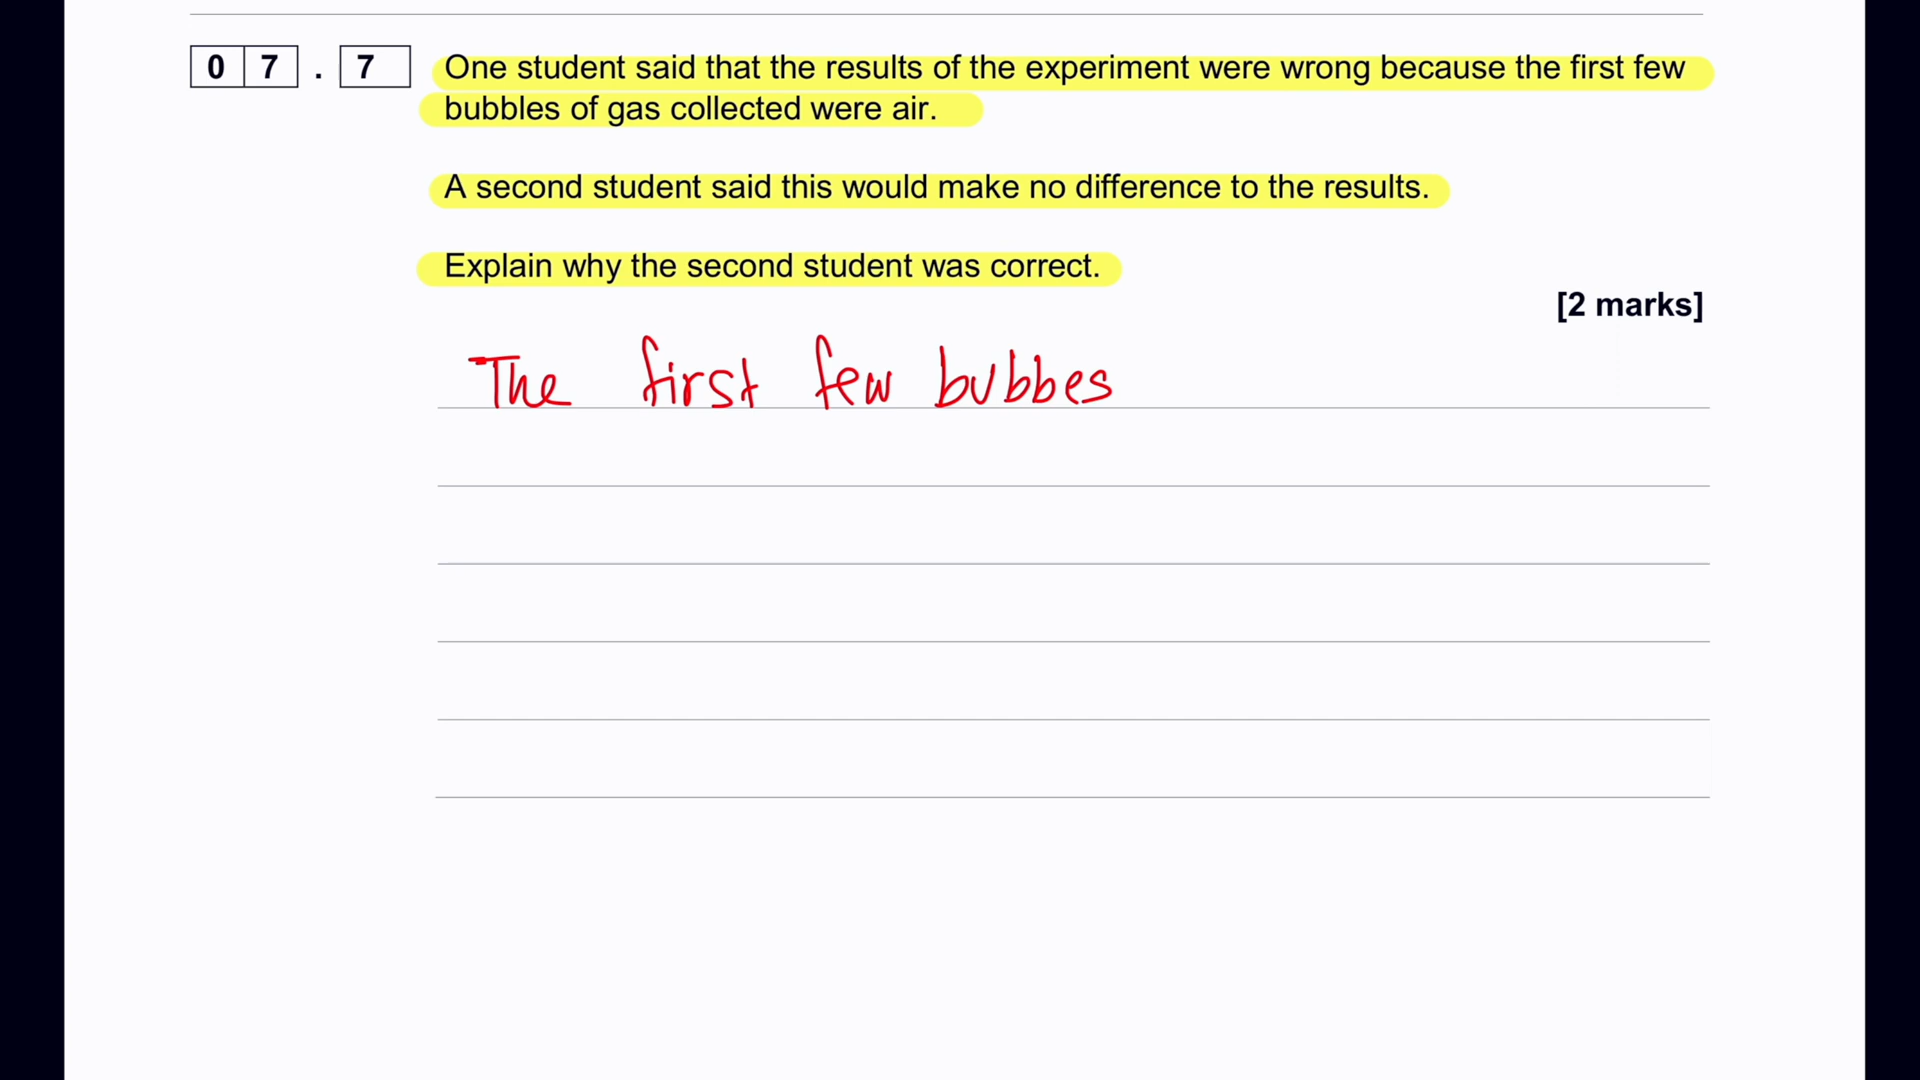 07.7 One student said that the results of the experiment were wrong because the first few
bubbles of gas collected were air.
A second student said this would make no difference to the results.
Explain why the second student was correct.
[2 marks]
The first few bubbes